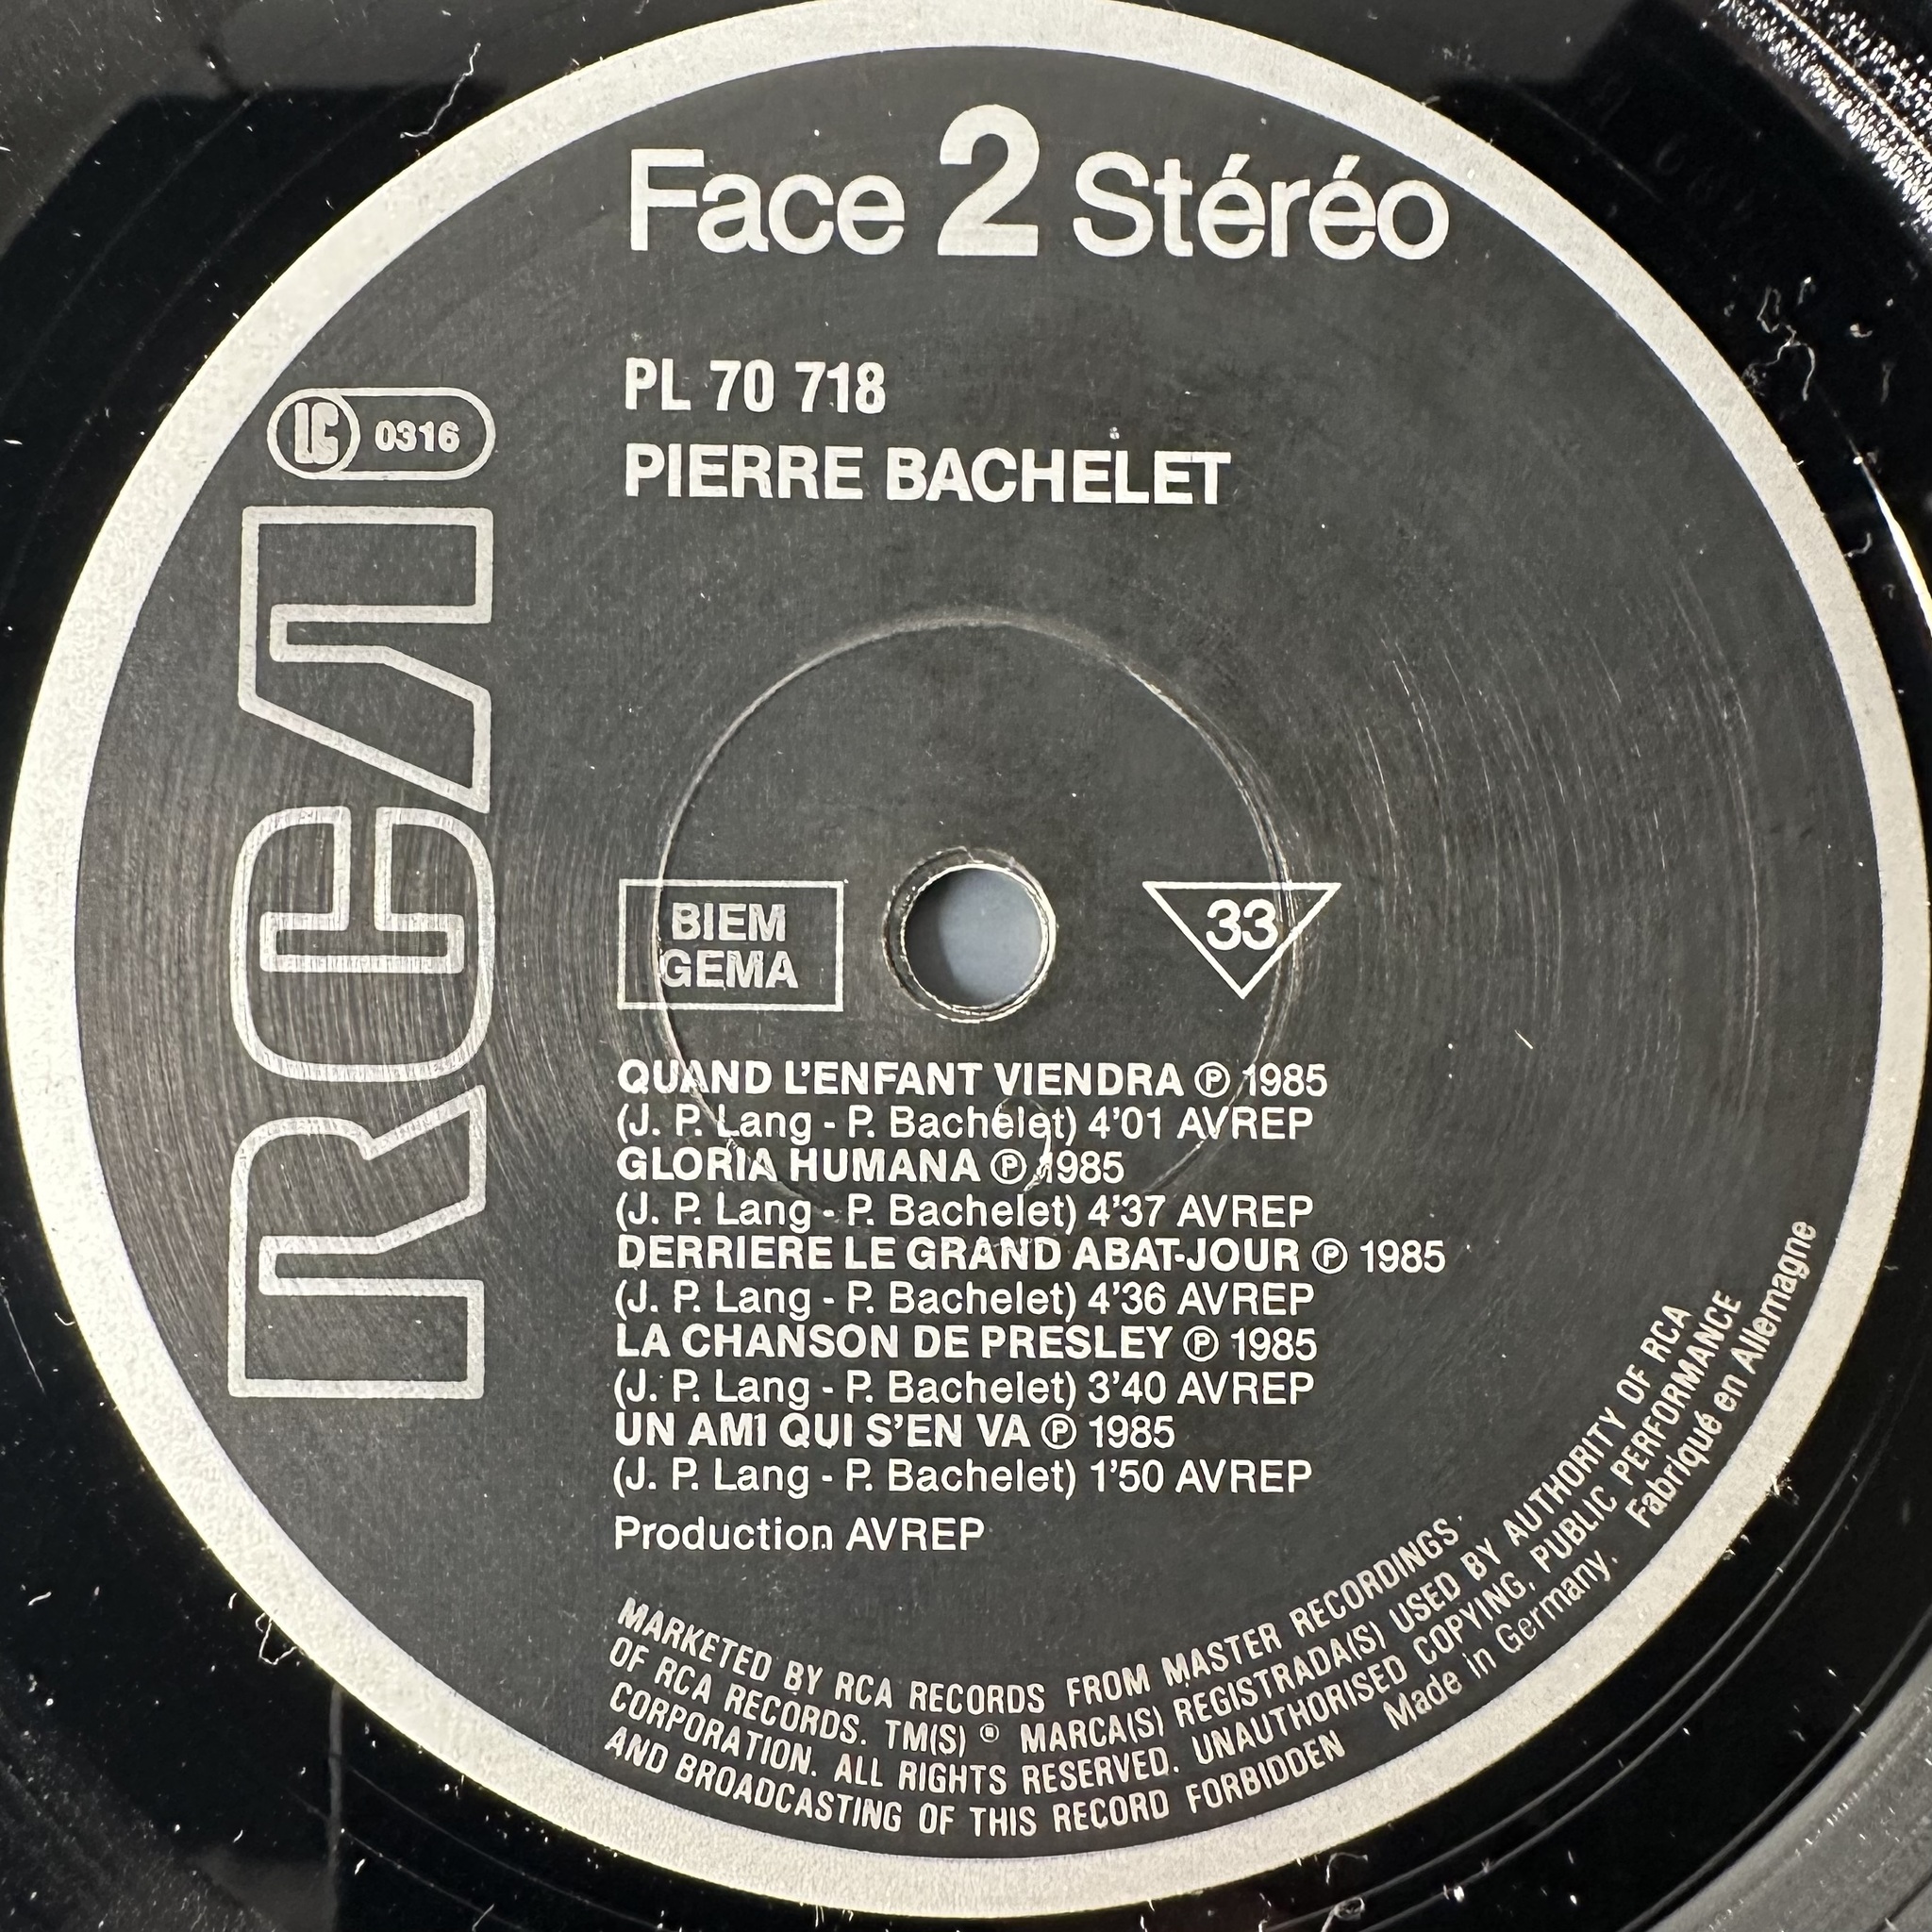 Face 2 Stéréo
PL 70 718
LC 0316
PIERRE BACHELET
RCA
BIEM
GEMA
33
QUAND L'ENFANT VIENDRA Ⓟ 1985
(J. P. Lang - P. Bachelet) 4'01 AVREP
GLORIA HUMANA Ⓟ 1985
(J. P. Lang - P. Bachelet) 4'37 AVREP
DERRIERE LE GRAND ABAT-JOUR Ⓟ 1985
(J. P. Lang - P. Bachelet) 4'36 AVREP
LA CHANSON DE PRESLEY Ⓟ 1985
(J. P. Lang - P. Bachelet) 3'40 AVREP
UN AMI QUI S'EN VA Ⓟ 1985
(J. P. Lang - P. Bachelet) 1'50 AVREP
Production AVREP
MARKETED BY RCA RECORDS FROM MASTER RECORDINGS.
OF RCA RECORDS. TM(S) ® MARCA(S) REGISTRADA(S) USED BY AUTHORITY OF RCA
CORPORATION. ALL RIGHTS RESERVED. UNAUTHORISED COPYING, PUBLIC PERFORMANCE
AND BROADCASTING OF THIS RECORD FORBIDDEN Made in Germany. Fabriqué en Allemagne